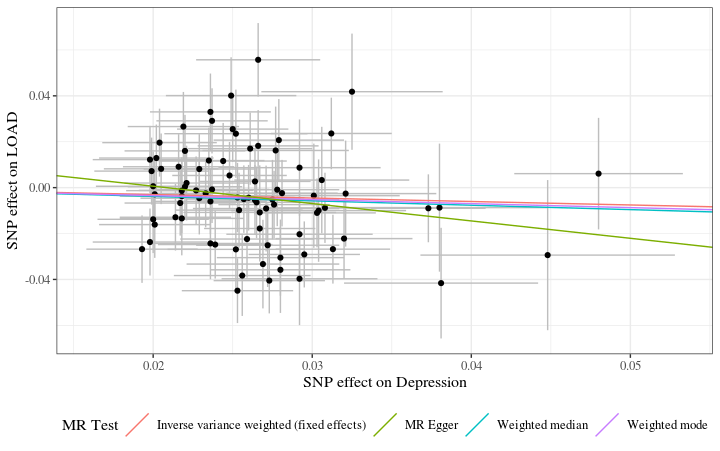 SNP effect on LOAD
0.04
0.00
-0.04
0.02
0.03
0.04
0.05
SNP effect on Depression
MR Test
Inverse variance weighted (fixed effects)
MR Egger
Weighted median
Weighted mode